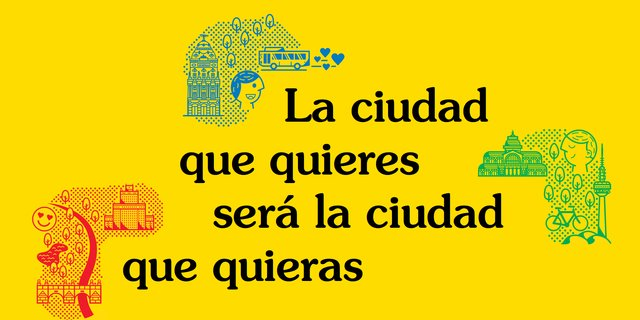 La ciudad
que quieres
será la ciudad
que quieras